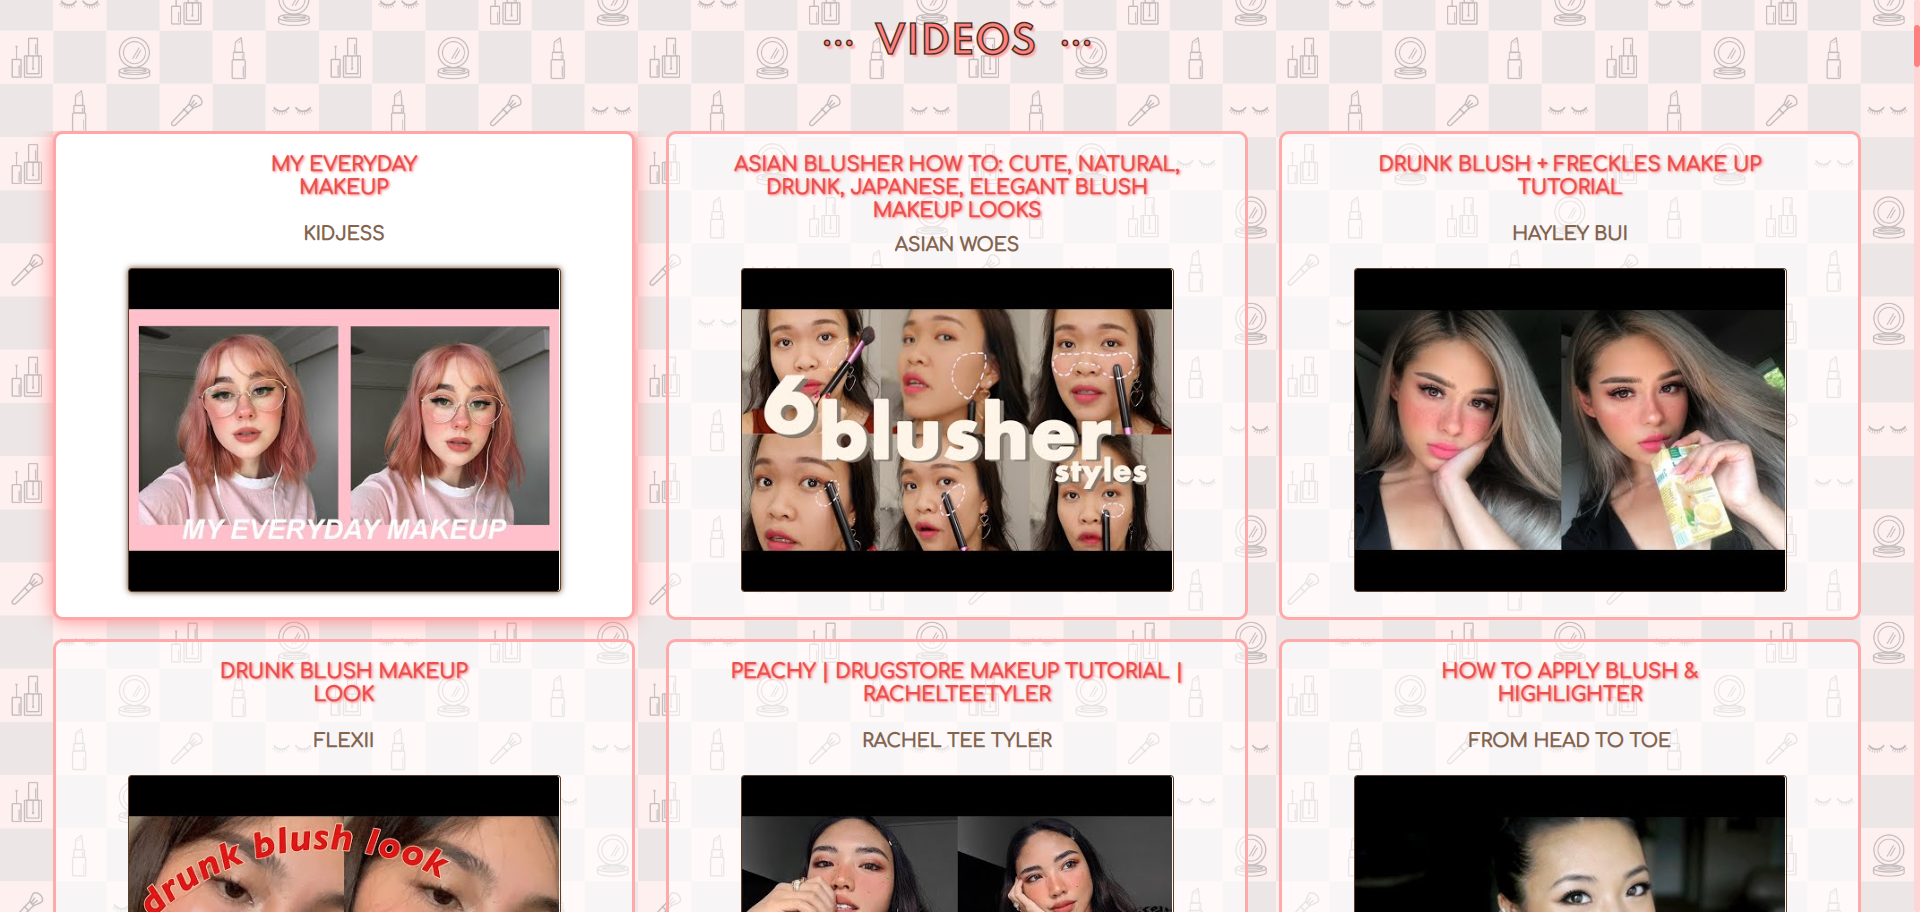 ··· VIDEOS ···
MY EVERYDAY
MAKEUP
KIDJESS
MY EVERYDAY MAKEUP
ASIAN BLUSHER HOW TO: CUTE, NATURAL,
DRUNK, JAPANESE, ELEGANT BLUSH
MAKEUP LOOKS
ASIAN WOES
6 blusher
styles
DRUNK BLUSH + FRECKLES MAKE UP
TUTORIAL
HAYLEY BUI
DRUNK BLUSH MAKEUP
LOOK
FLEXII
drunk blush look
PEACHY | DRUGSTORE MAKEUP TUTORIAL |
RACHELTEETYLER
RACHEL TEE TYLER
HOW TO APPLY BLUSH &
HIGHLIGHTER
FROM HEAD TO TOE